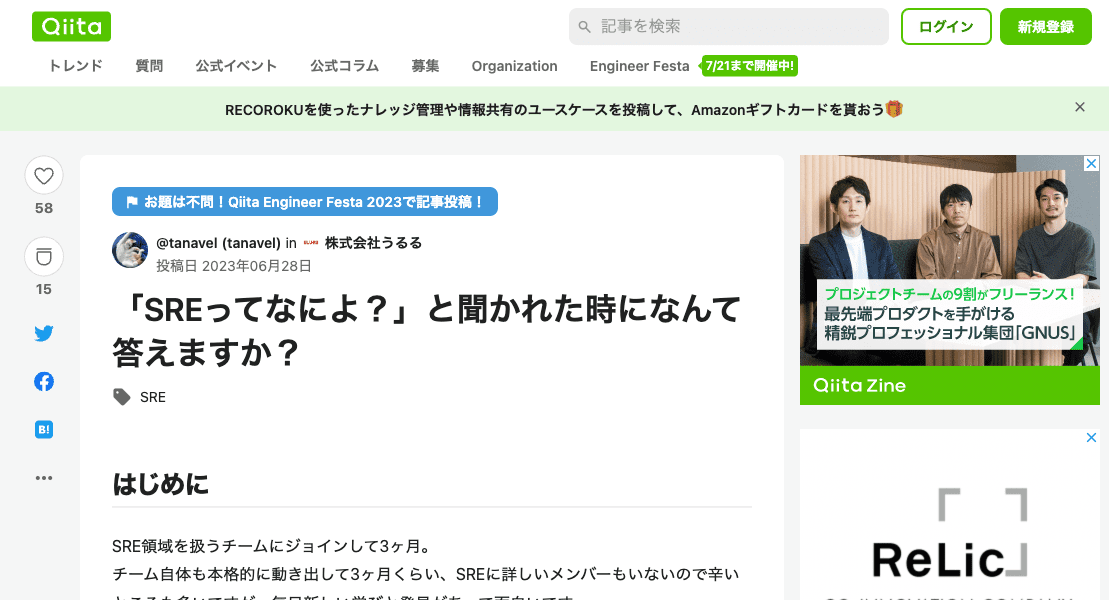 Qiita
記事を検索
ログイン
新規登録
トレンド
質問
公式イベント
公式コラム
募集
Organization
Engineer Festa
7/21まで開催中!
RECOROKUを使ったナレッジ管理や情報共有のユースケースを投稿して、Amazonギフトカードを貰おう🎁
58
15
B!
お題は不問！Qiita Engineer Festa 2023で記事投稿！
@tanavel (tanavel) in 株式会社うるる
投稿日 2023年06月28日
「SREってなによ？」と聞かれた時になんて
答えますか？
SRE
はじめに
SRE領域を扱うチームにジョインして3ヶ月。
チーム自体も本格的に動き出して3ヶ月くらい、SREに詳しいメンバーもいないので辛い
プロジェクトチームの9割がフリーランス！
最先端プロダクトを手がける
精鋭プロフェッショナル集団「GNUS」
Qiita Zine
ReLic